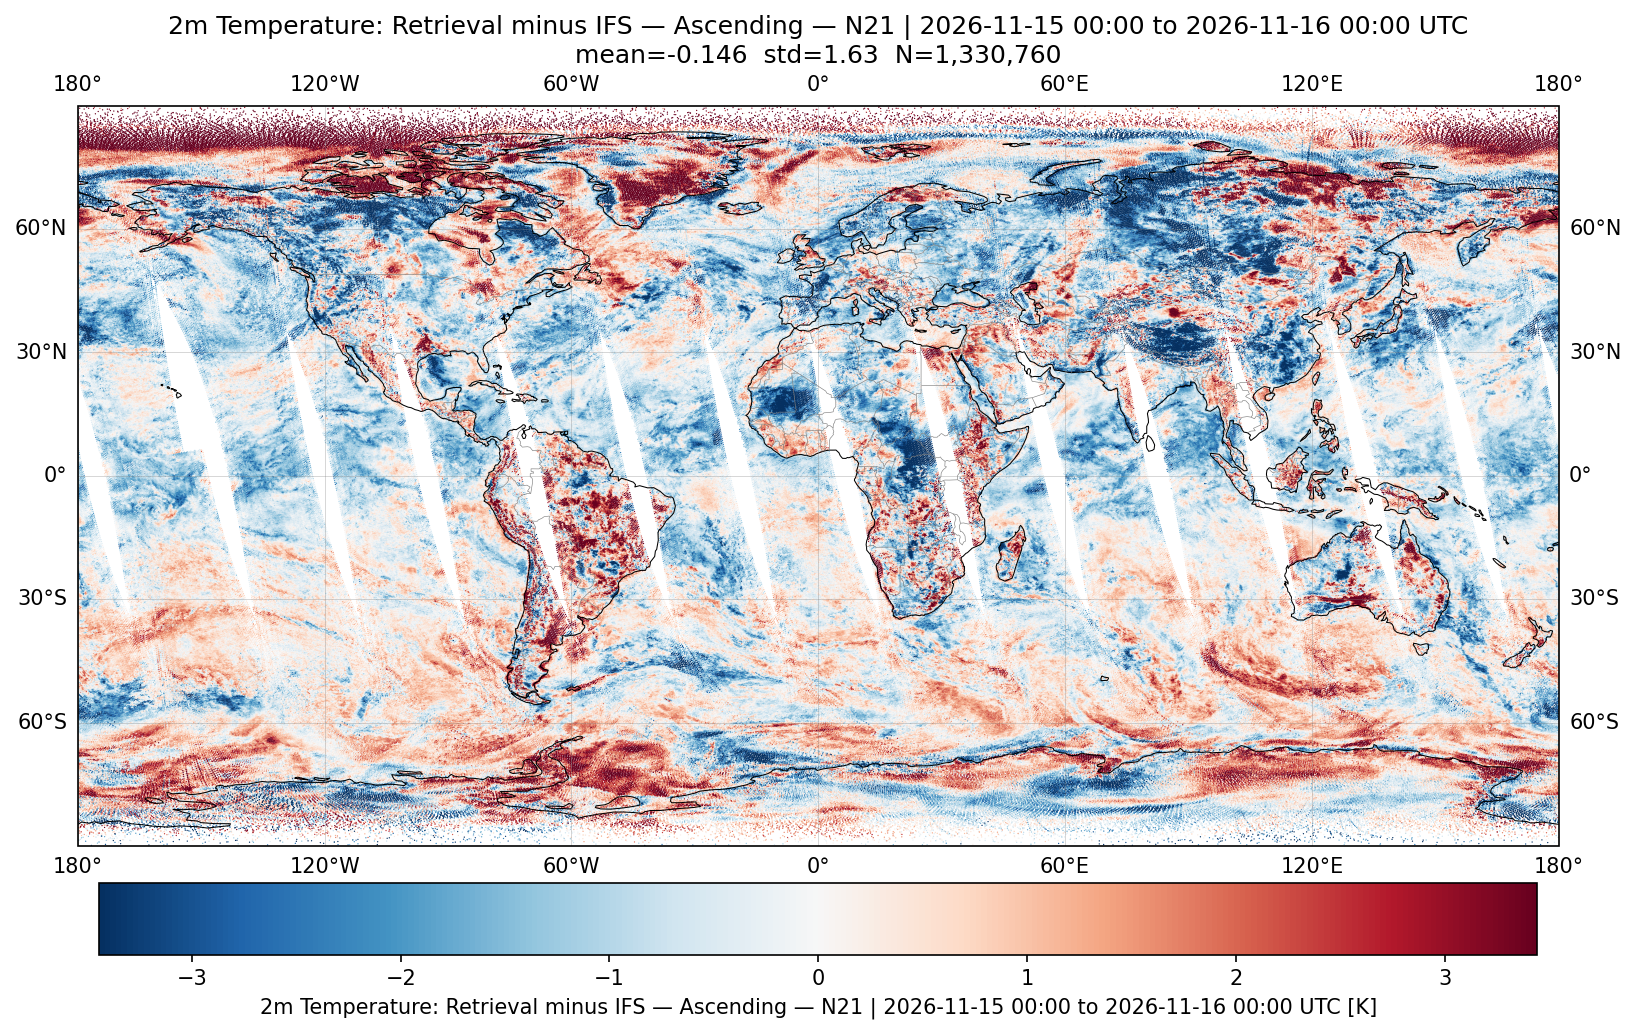 2m Temperature: Retrieval minus IFS — Ascending — N21 | 2026-11-15 00:00 to 2026-11-16 00:00 UTC
mean=-0.146  std=1.63  N=1,330,760
180° 120°W 60°W 0° 60°E 120°E 180°
60°N 60°N
30°N 30°N
0° 0°
30°S 30°S
60°S 60°S
180° 120°W 60°W 0° 60°E 120°E 180°
−3 −2 −1 0 1 2 3
2m Temperature: Retrieval minus IFS — Ascending — N21 | 2026-11-15 00:00 to 2026-11-16 00:00 UTC [K]